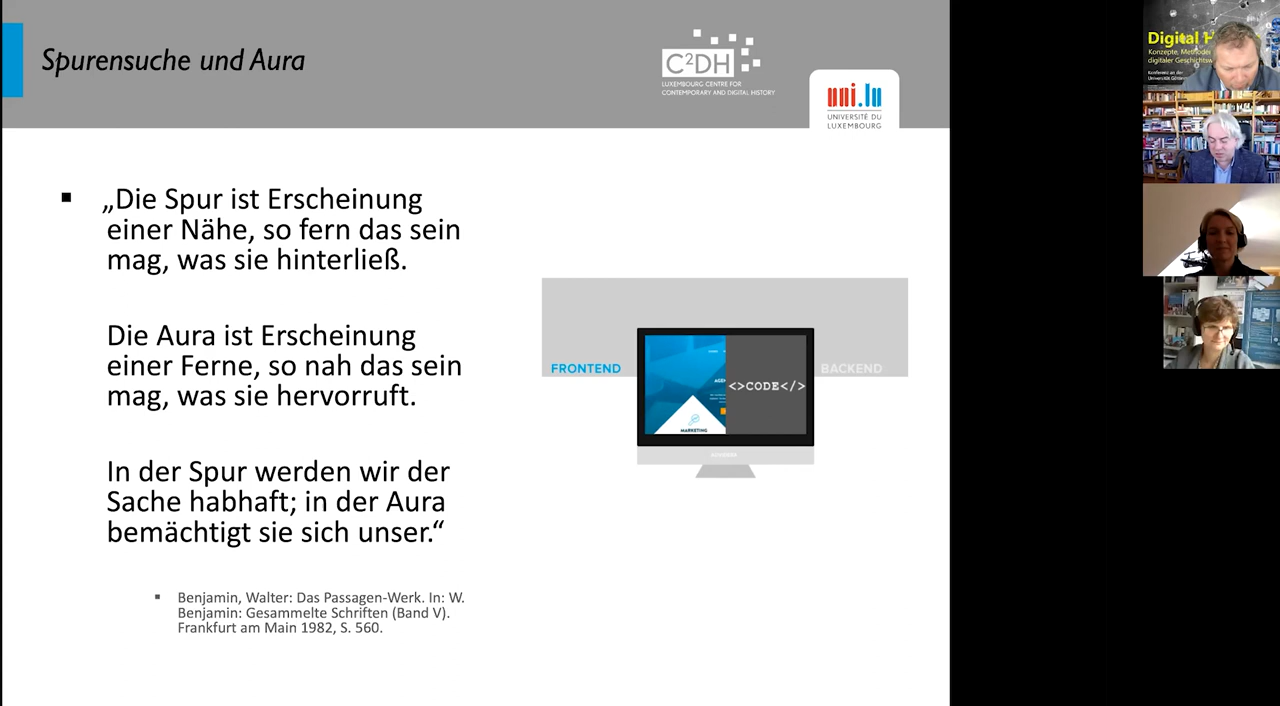 Spurensuche und Aura
C²DH
LUXEMBOURG CENTRE FOR
CONTEMPORARY AND DIGITAL HISTORY
uni.lu
UNIVERSITÉ DU
LUXEMBOURG
▪ „Die Spur ist Erscheinung
einer Nähe, so fern das sein
mag, was sie hinterließ.
Die Aura ist Erscheinung
einer Ferne, so nah das sein
mag, was sie hervorruft.
In der Spur werden wir der
Sache habhaft; in der Aura
bemächtigt sie sich unser.“
▪ Benjamin, Walter: Das Passagen-Werk. In: W.
Benjamin: Gesammelte Schriften (Band V).
Frankfurt am Main 1982, S. 560.
FRONTEND
BACKEND
<>CODE</>
MARKETING
Digital
Konzepte,
digitaler
Konferenz an der
Universität